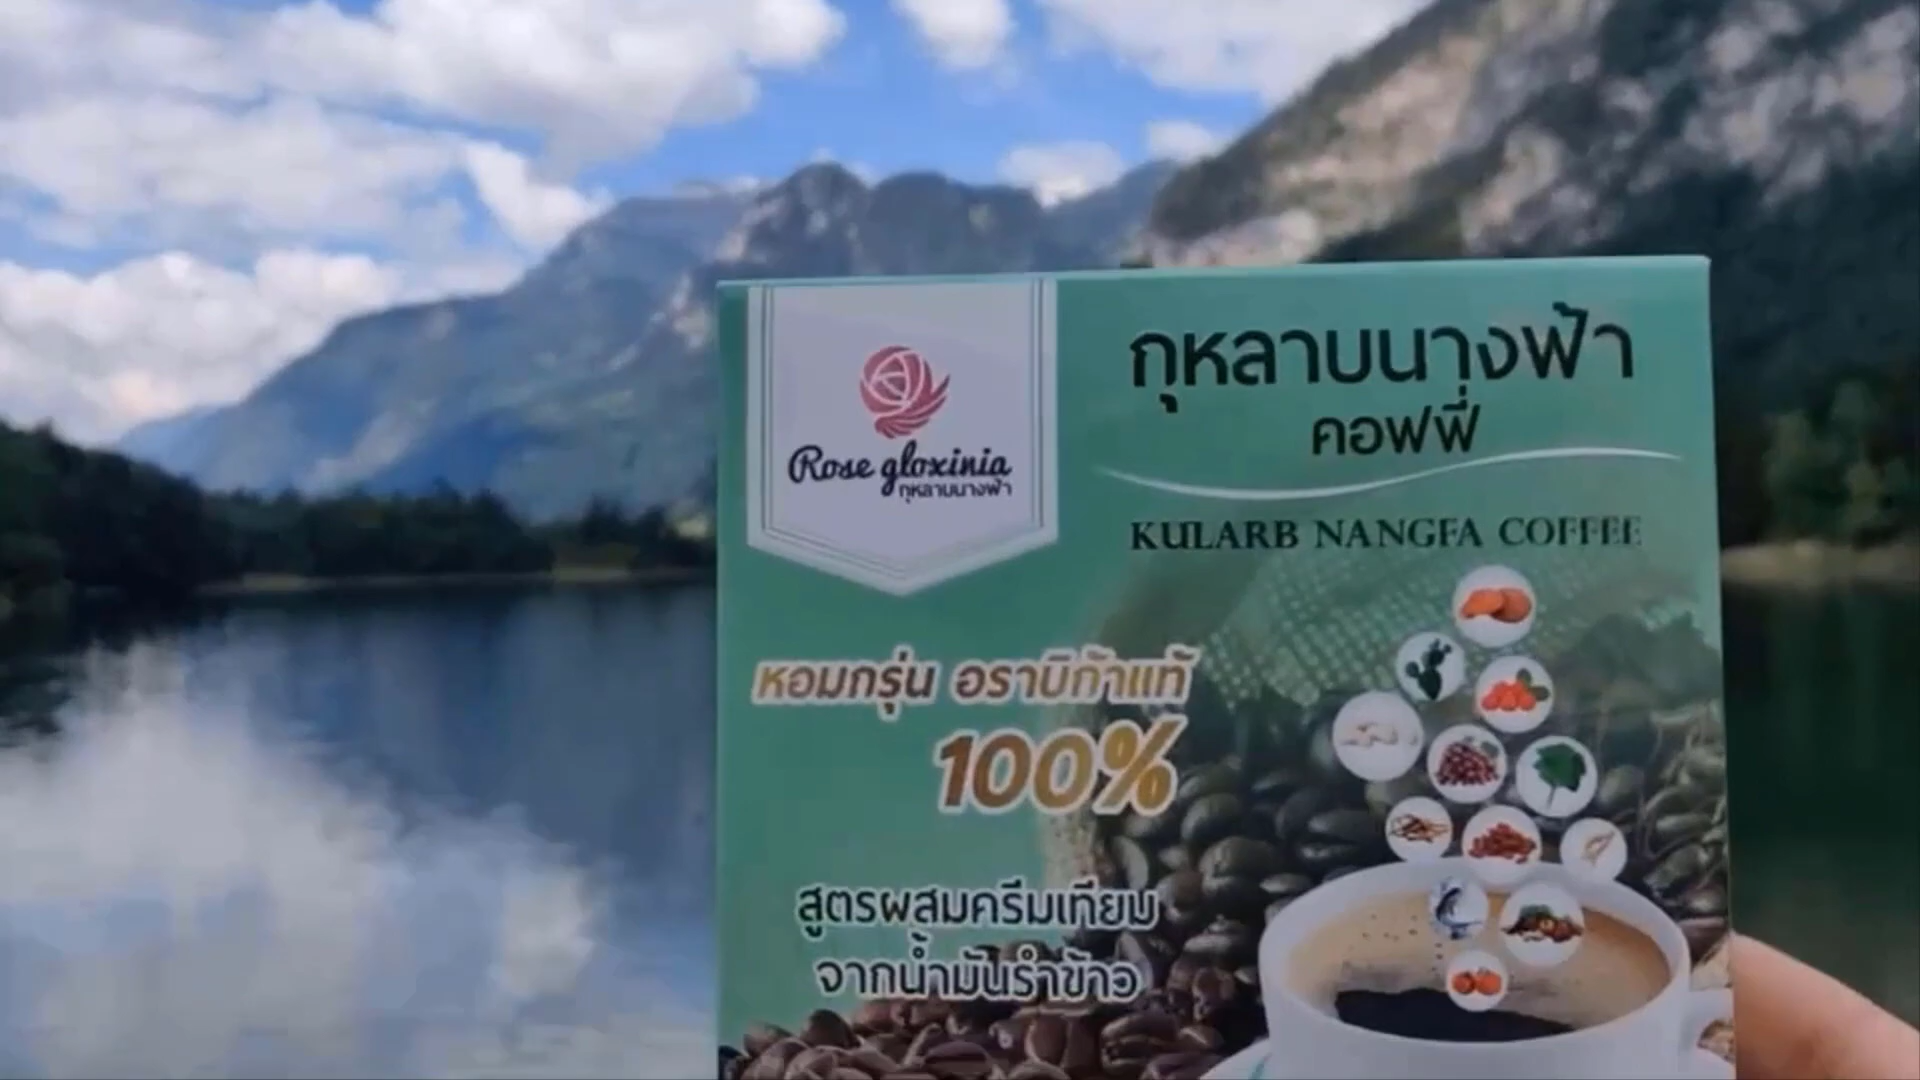 Rose gloxinia
กุหลาบนางฟ้า
กุหลาบนางฟ้า
คอฟฟี่
KULARB NANGFA COFFEE
หอมกรุ่น อราบิก้าแท้
100%
สูตรผสมครีมเทียม
จากน้ำมันรำข้าว